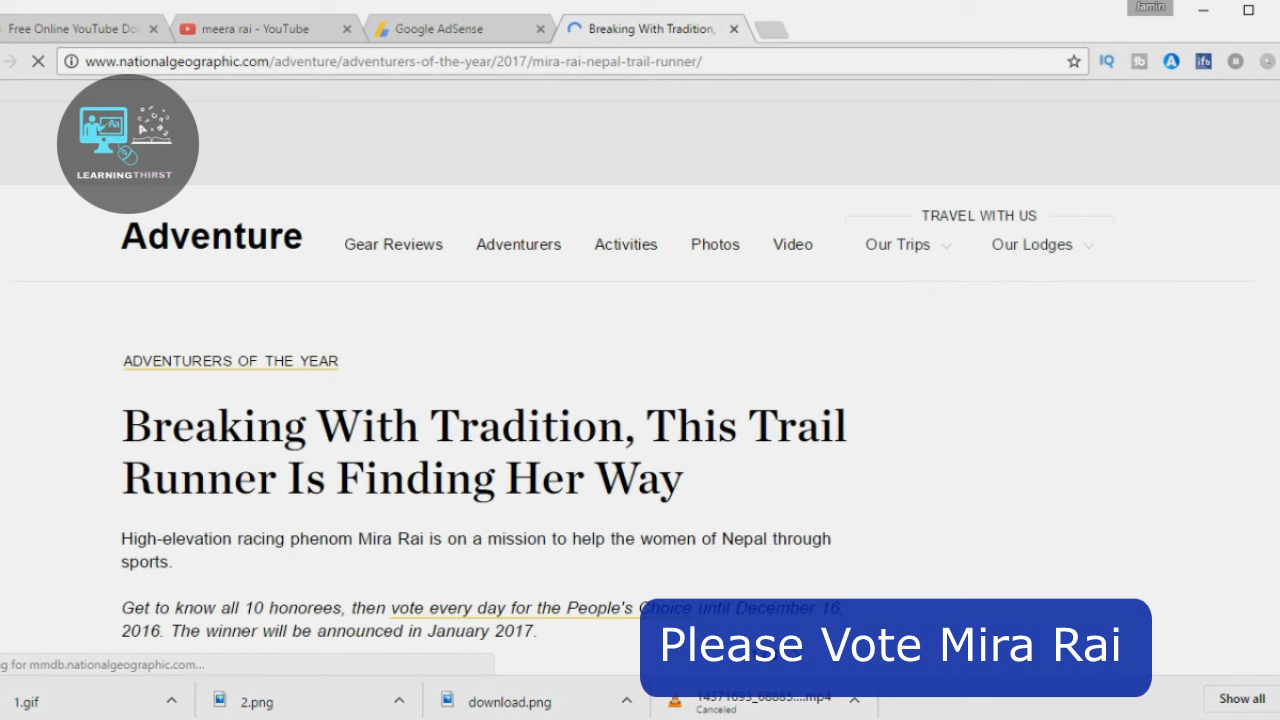 Jamin
Free Online YouTube Do
meera rai - YouTube
Google AdSense
Breaking With Tradition,
www.nationalgeographic.com/adventure/adventurers-of-the-year/2017/mira-rai-nepal-trail-runner/
IQ
A
LEARNINGTHIRST
TRAVEL WITH US
Adventure
Gear Reviews
Adventurers
Activities
Photos
Video
Our Trips
Our Lodges
ADVENTURERS OF THE YEAR
Breaking With Tradition, This Trail
Runner Is Finding Her Way
High-elevation racing phenom Mira Rai is on a mission to help the women of Nepal through
sports.
Get to know all 10 honorees, then vote every day for the People's Choice until December 16,
2016. The winner will be announced in January 2017.
Please Vote Mira Rai
g for mmdb.nationalgeographic.com...
1.gif
2.png
download.png
14371693_68885....mp4
Canceled
Show all